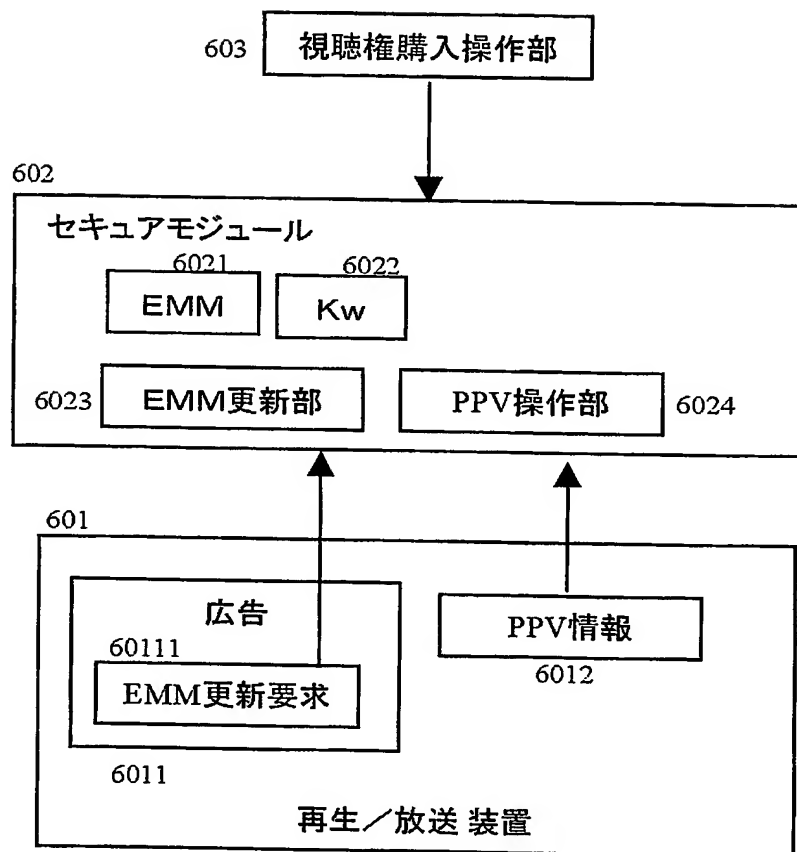 603 視聴権購入操作部
602
セキュアモジュール
6021 6022
EMM Kw
6023 EMM更新部 PPV操作部 6024
601
広告
60111
EMM更新要求
PPV情報
6012
6011
再生／放送 装置